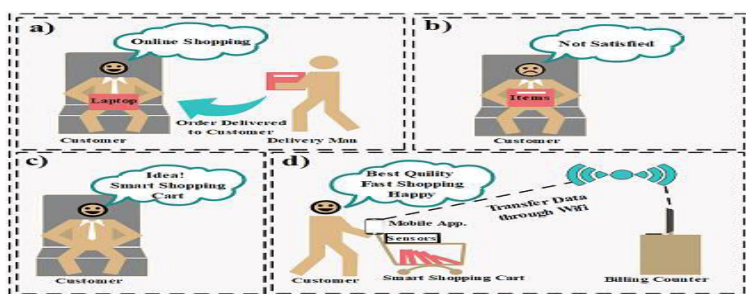 a)
Online Shopping
Laptop
Order Delivered
to Customer
Customer
Delivery Man
b)
Not Satisfied
Items
Customer
c)
Idea!
Smart Shopping
Cart
Customer
d)
Best Quility
Fast Shopping
Happy
Mobile App.
Sensors
Transfer Data
through Wifi
Customer
Smart Shopping Cart
Billing Counter